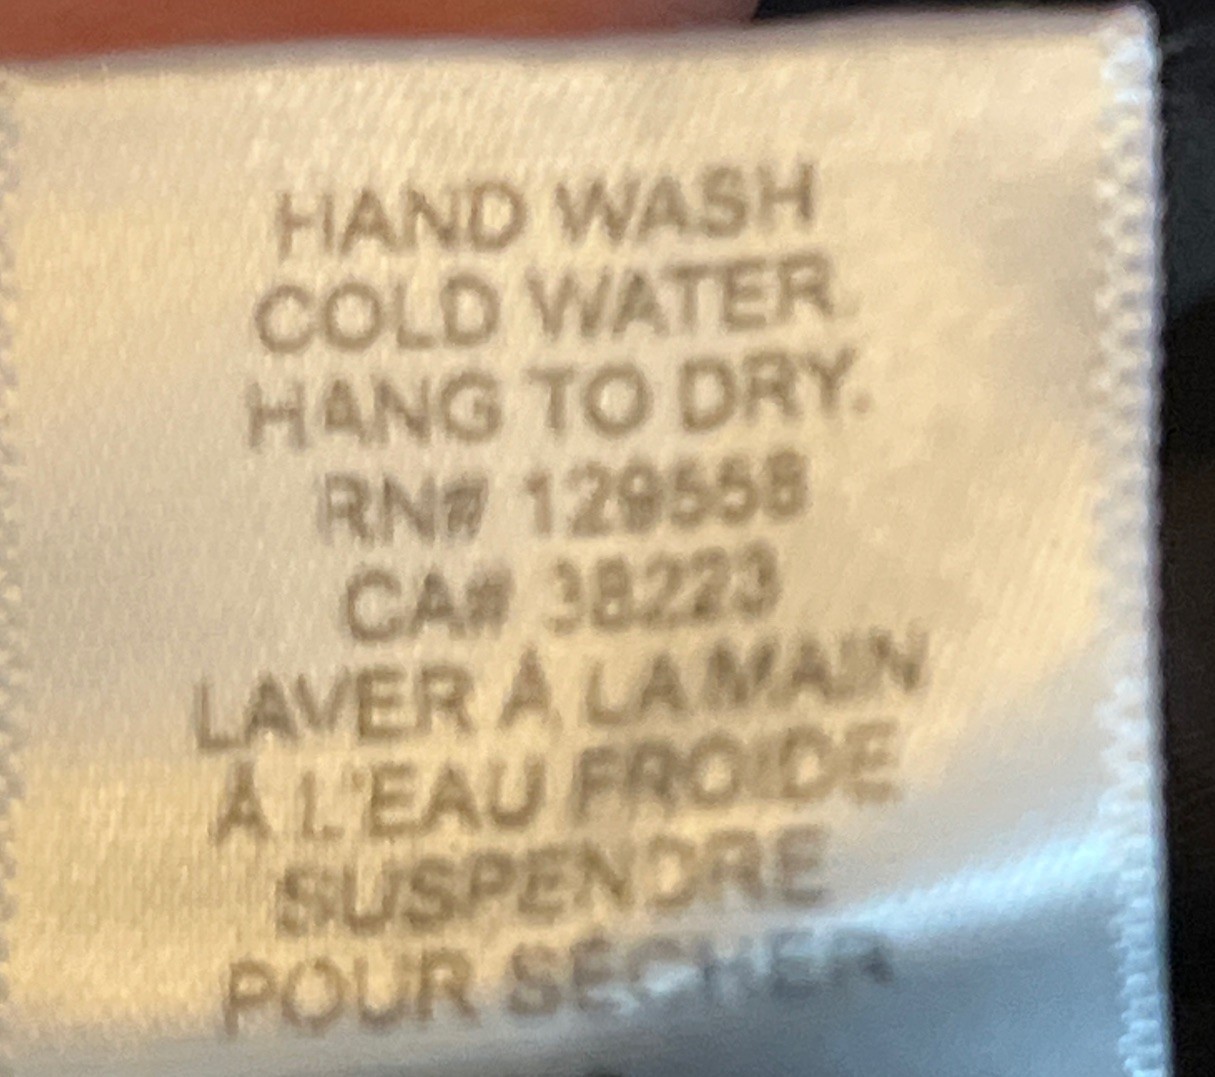 HAND WASH
COLD WATER.
HANG TO DRY.
RN# 129558
CA# 38223
LAVER À LA MAIN
À L'EAU FROIDE
SUSPENDRE
POUR SÉCHER